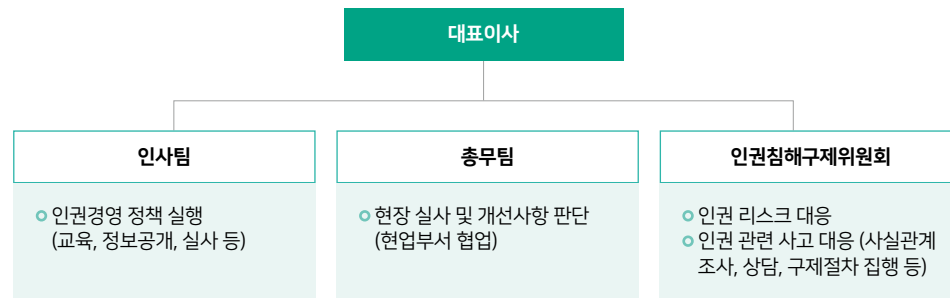 대표이사
인사팀
인권경영 정책 실행
(교육, 정보공개, 실사 등)
총무팀
현장 실사 및 개선사항 판단
(현업부서 협업)
인권침해구제위원회
인권 리스크 대응
인권 관련 사고 대응 (사실관계
조사, 상담, 구제절차 집행 등)